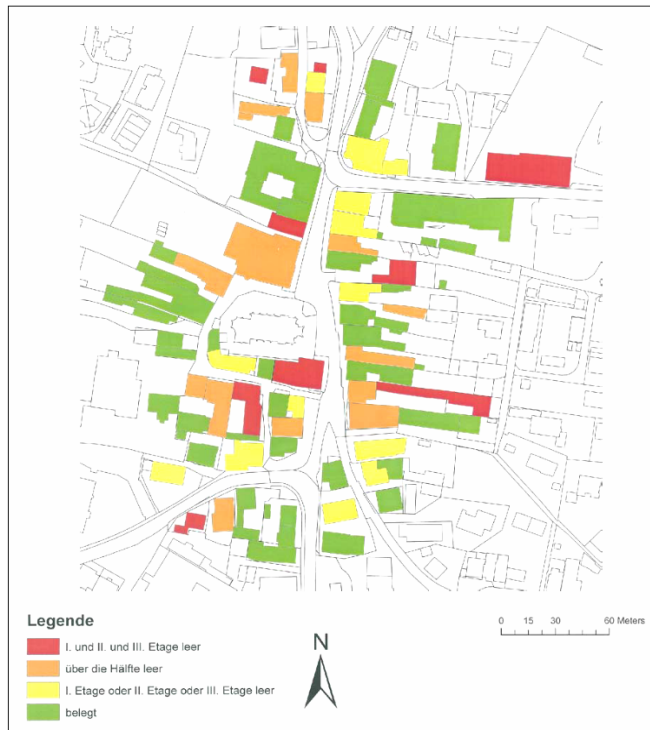 Legende
I. und II. und III. Etage leer
über die Hälfte leer
I. Etage oder II. Etage oder III. Etage leer
belegt
N
0 15 30 60 Meters